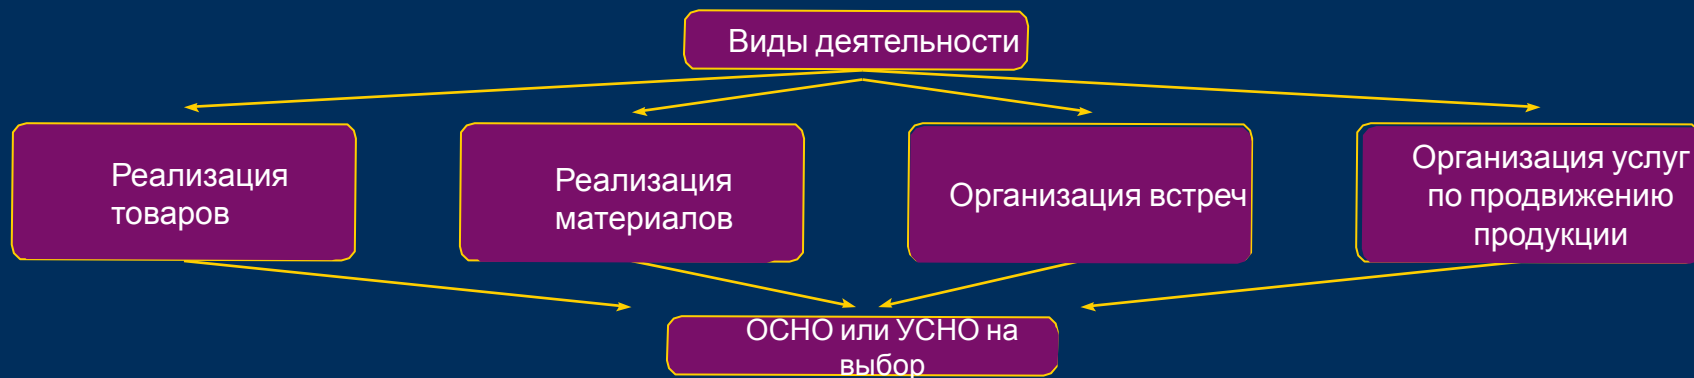 Виды деятельности
Реализация
товаров
Реализация
материалов
Организация встреч
Организация услуг
по продвижению
продукции
ОСНО или УСНО на
выбор